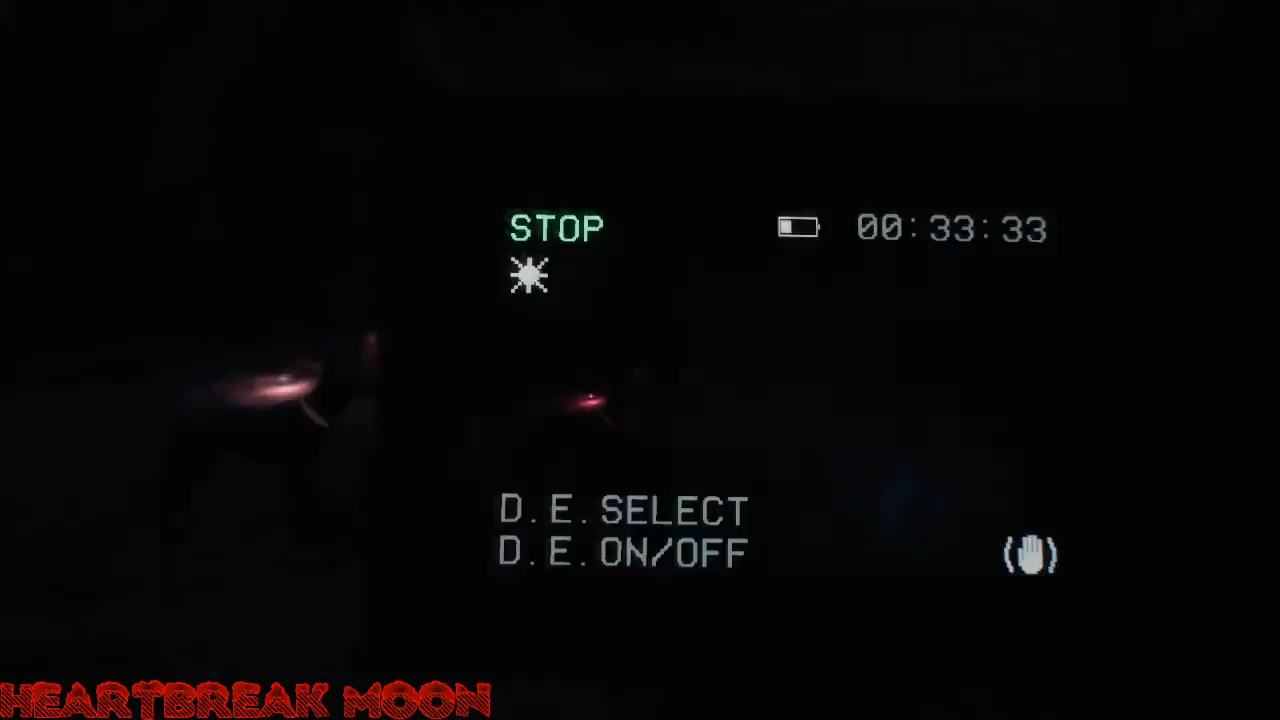 STOP
00:33:33
D.E.SELECT
D.E.ON/OFF
HEARTBREAK MOON